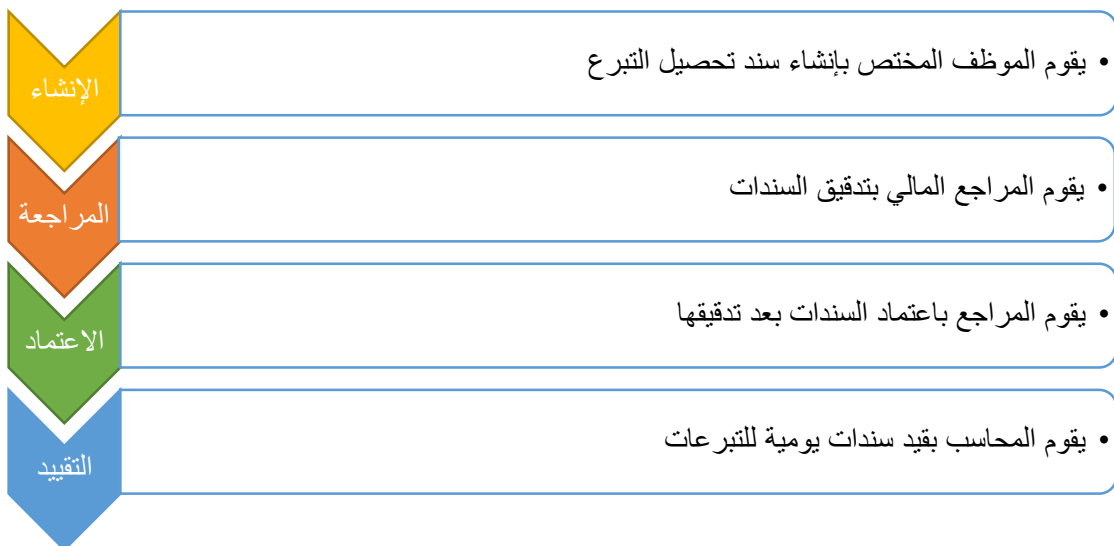 الإنشاء
• يقوم الموظف المختص بإنشاء سند تحصيل التبرع
المراجعة
• يقوم المراجع المالي بتدقيق السندات
الاعتماد
• يقوم المراجع باعتماد السندات بعد تدقيقها
التقييد
• يقوم المحاسب بقيد سندات يومية للتبرعات